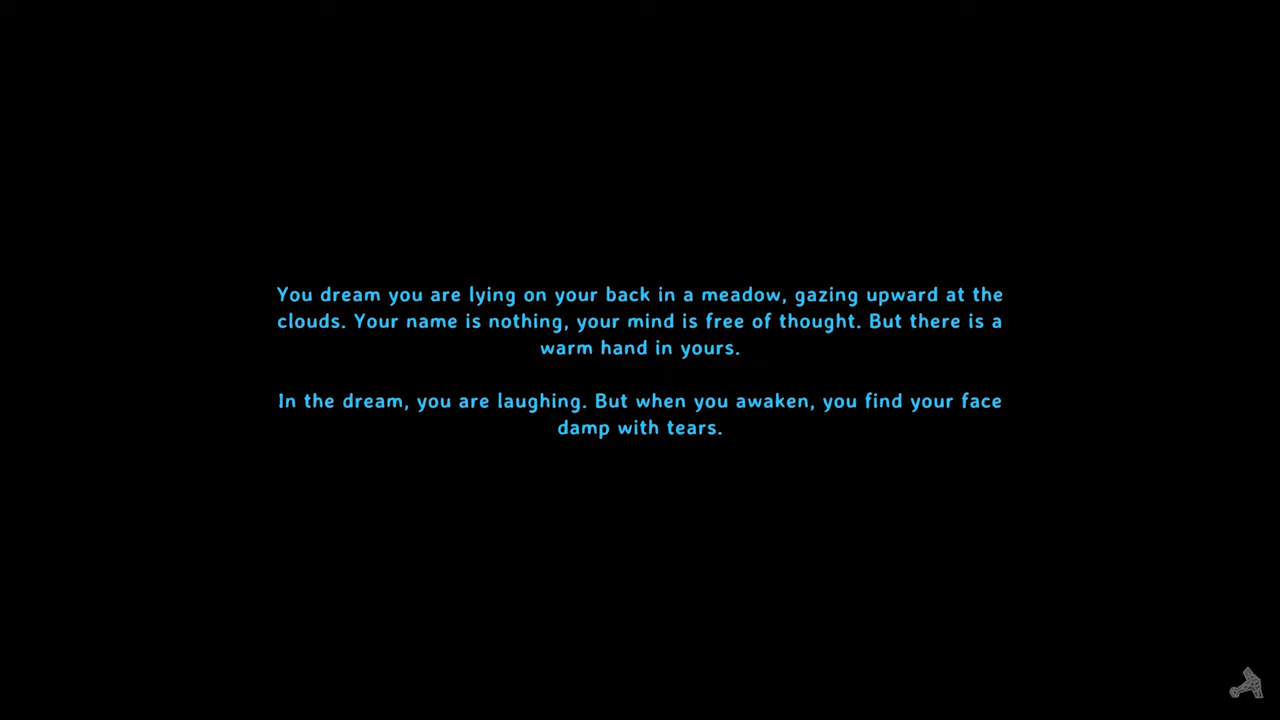 You dream you are lying on your back in a meadow, gazing upward at the
clouds. Your name is nothing, your mind is free of thought. But there is a
warm hand in yours.
In the dream, you are laughing. But when you awaken, you find your face
damp with tears.